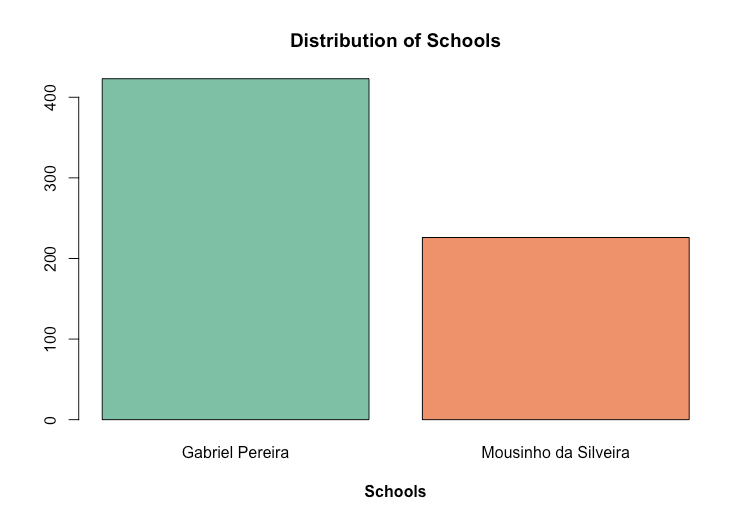 Distribution of Schools
400
300
200
100
0
Gabriel Pereira
Mousinho da Silveira
Schools